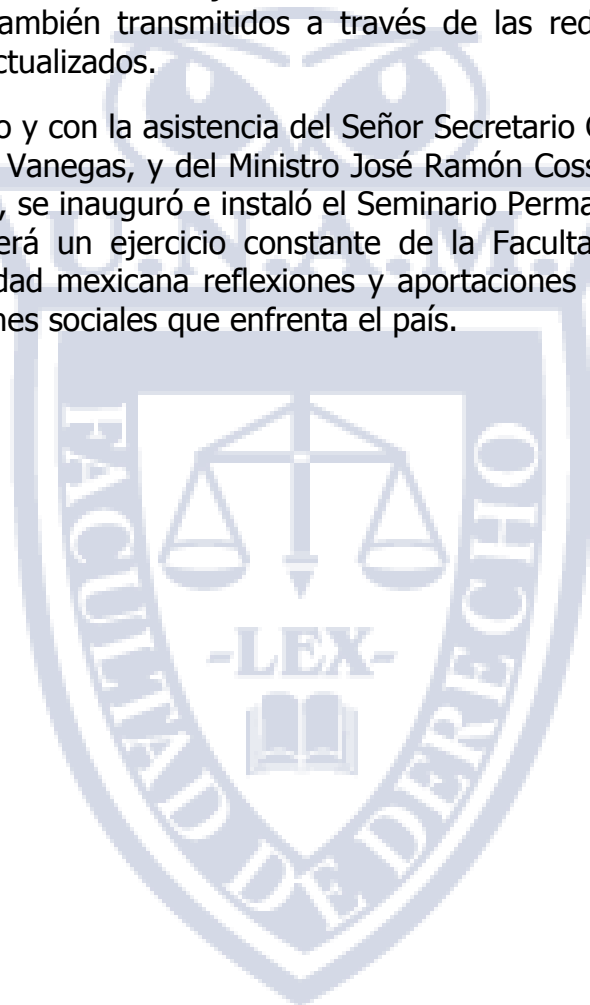 también transmitidos a través de las red
ctualizados.
o y con la asistencia del Señor Secretario
Vanegas, y del Ministro José Ramón Coss
, se inauguró e instaló el Seminario Perma
erá un ejercicio constante de la Faculta
dad mexicana reflexiones y aportaciones
nes sociales que enfrenta el país.
U.N.A.M.
FACULTAD DE DERECHO
-LEX-